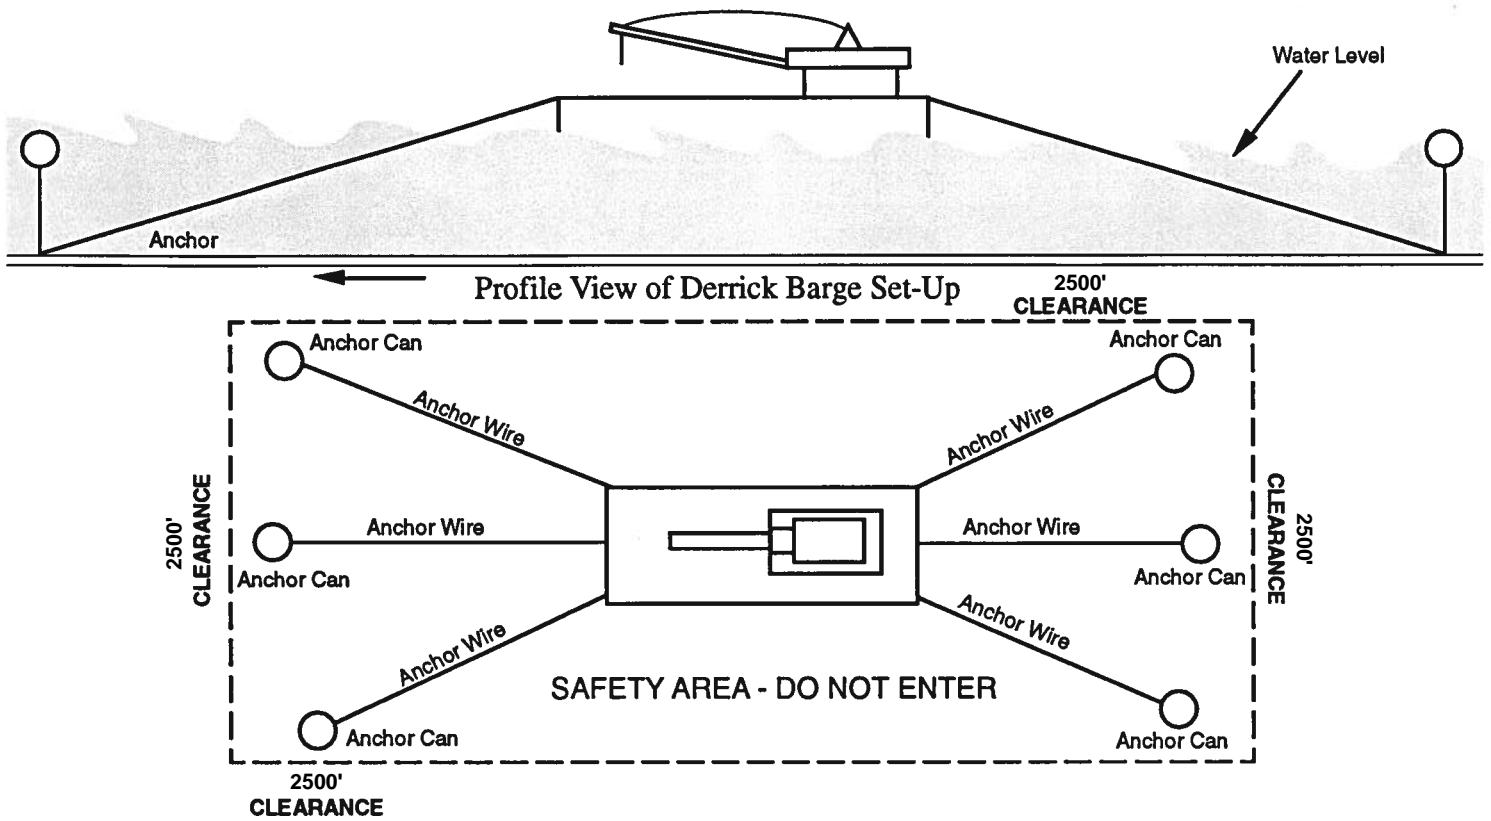 Water Level
Anchor
Profile View of Derrick Barge Set-Up
2500'
CLEARANCE
Anchor Can
Anchor Can
Anchor Wire
Anchor Wire
2500'
CLEARANCE
Anchor Wire
Anchor Can
Anchor Wire
Anchor Can
2500'
CLEARANCE
Anchor Wire
Anchor Wire
SAFETY AREA - DO NOT ENTER
Anchor Can
Anchor Can
2500'
CLEARANCE